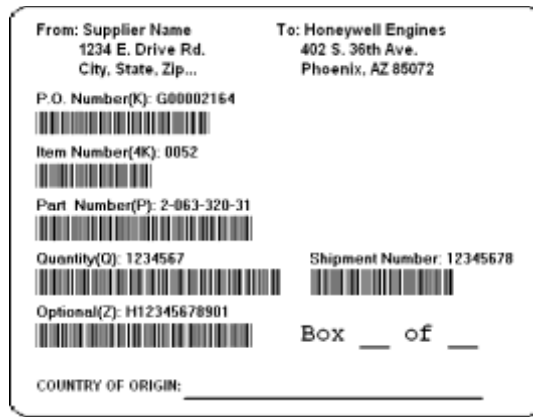 From: Supplier Name
1234 E. Drive Rd.
City, State, Zip...
To: Honeywell Engines
402 S. 36th Ave.
Phoenix, AZ 85072
P.O. Number(K): G00002164
Item Number(4K): 0052
Part Number(P): 2-063-320-31
Quantity(Q): 1234567
Shipment Number: 12345678
Optional(Z): H12345678901
Box __ of __
COUNTRY OF ORIGIN: